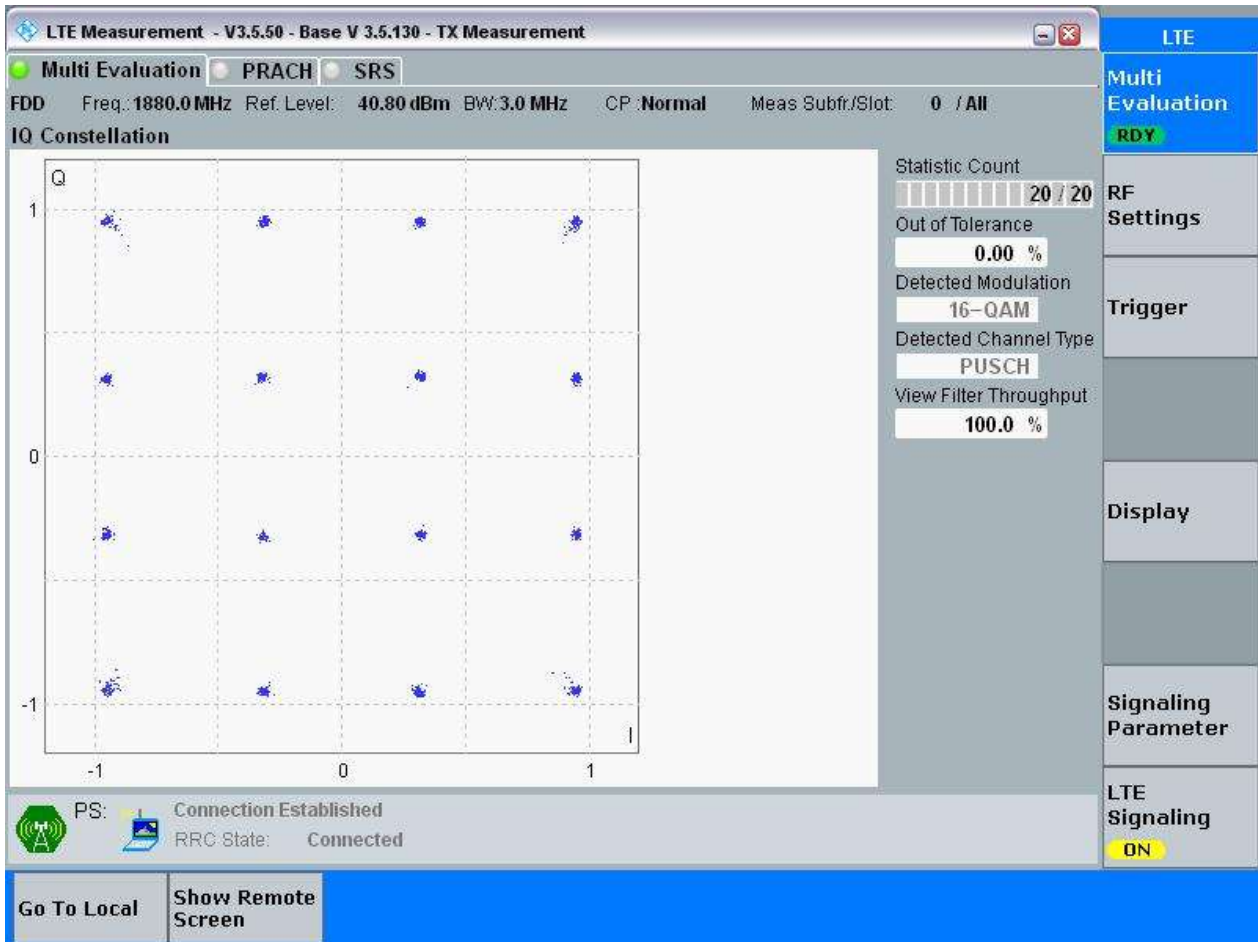 LTE Measurement - V3.5.50 - Base V 3.5.130 - TX Measurement
Multi Evaluation PRACH SRS
FDD Freq.:1880.0 MHz Ref. Level: 40.80 dBm BW:3.0 MHz CP :Normal Meas Subfr./Slot: 0 / All
IQ Constellation
Q
1
0
-1
I
-1 0 1
Statistic Count
20 / 20
Out of Tolerance
0.00 %
Detected Modulation
16-QAM
Detected Channel Type
PUSCH
View Filter Throughput
100.0 %
PS: Connection Established
RRC State: Connected
LTE
Multi
Evaluation
RDY
RF
Settings
Trigger
Display
Signaling
Parameter
LTE
Signaling
ON
Go To Local
Show Remote
Screen